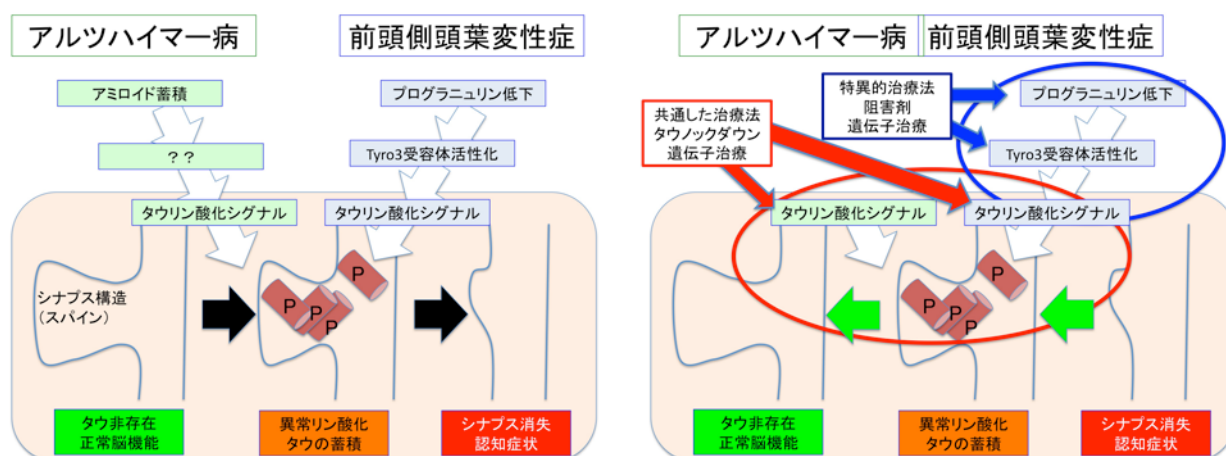 アルツハイマー病
前頭側頭葉変性症
アミロイド蓄積
プログラニュリン低下
？？
Tyro3受容体活性化
タウリン酸化シグナル
タウリン酸化シグナル
シナプス構造
（スパイン）
P
P
P
P
タウ非存在
正常脳機能
異常リン酸化
タウの蓄積
シナプス消失
認知症状
アルツハイマー病
前頭側頭葉変性症
特異的治療法
阻害剤
遺伝子治療
プログラニュリン低下
共通した治療法
タウノックダウン
遺伝子治療
Tyro3受容体活性化
タウリン酸化シグナル
タウリン酸化シグナル
P
P
P
P
タウ非存在
正常脳機能
異常リン酸化
タウの蓄積
シナプス消失
認知症状